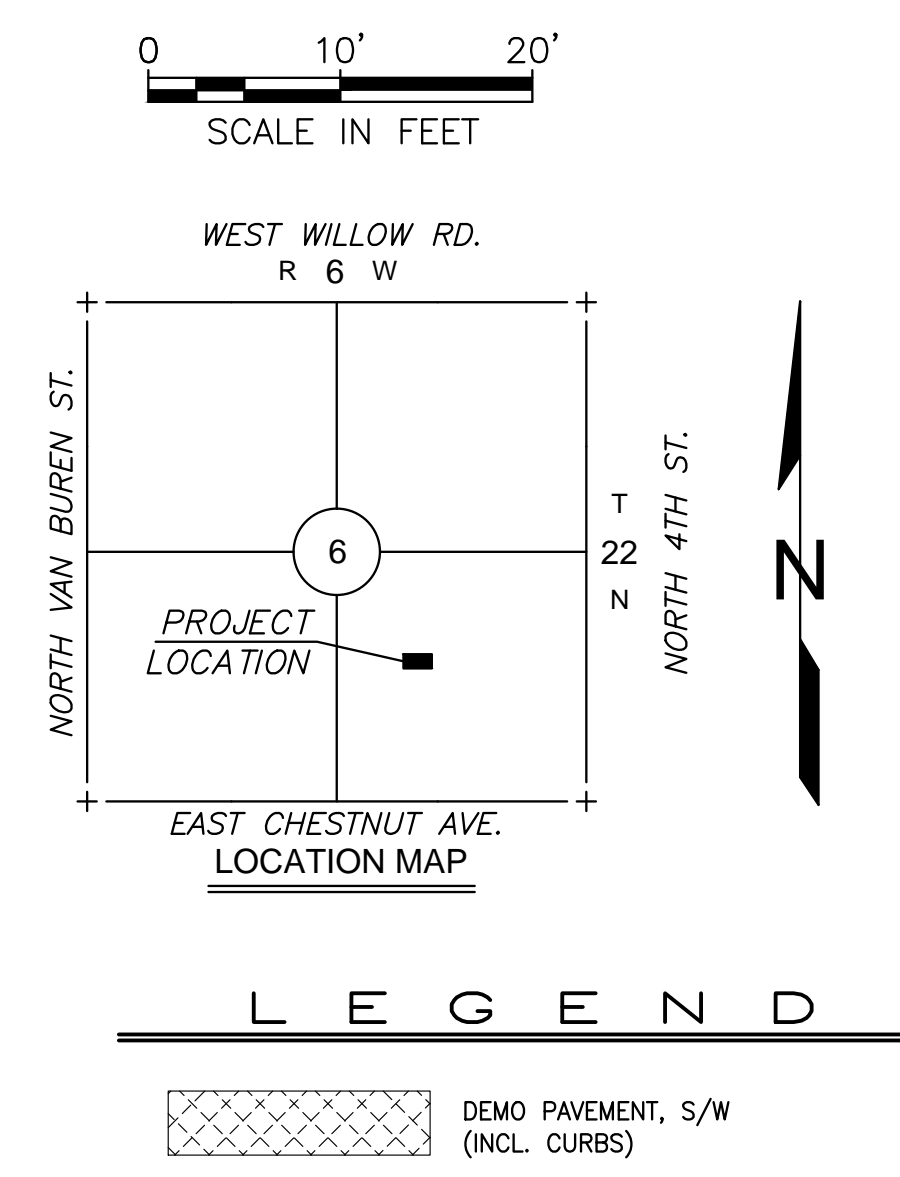 0 10' 20'
SCALE IN FEET
WEST WILLOW RD.
R 6 W
NORTH VAN BUREN ST.
6
T
22
N
NORTH 4TH ST.
N
PROJECT
LOCATION
EAST CHESTNUT AVE.
LOCATION MAP
LEGEND
DEMO PAVEMENT, S/W
(INCL. CURBS)